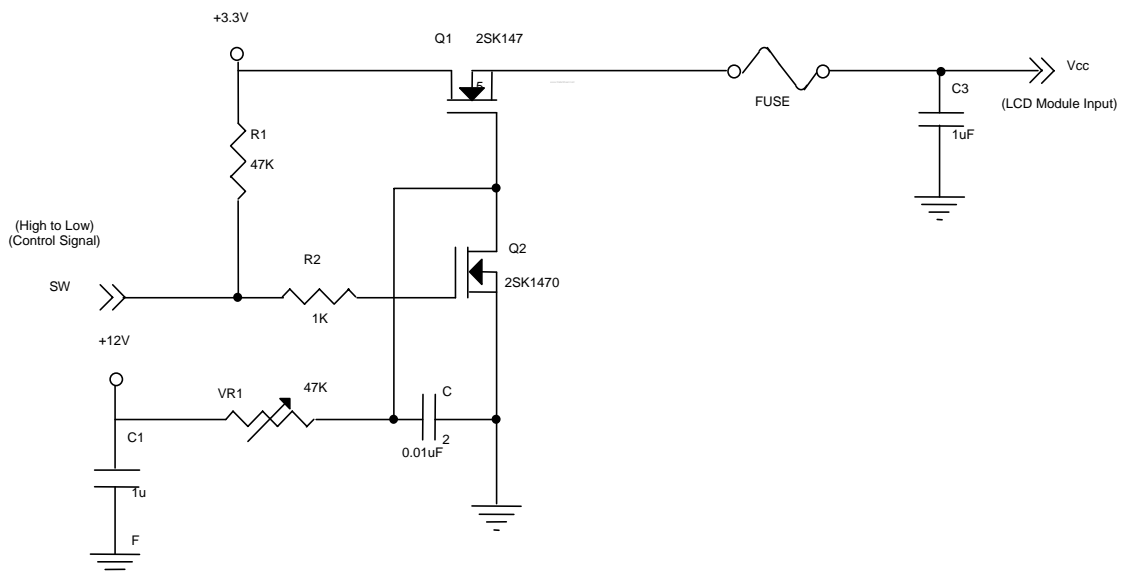 +3.3V
Q1 2SK147
5
FUSE
Vcc
(LCD Module Input)
C3
1uF
R1
47K
(High to Low)
(Control Signal)
SW
R2
1K
Q2
2SK1470
+12V
VR1
47K
C
2
0.01uF
C1
1u
F